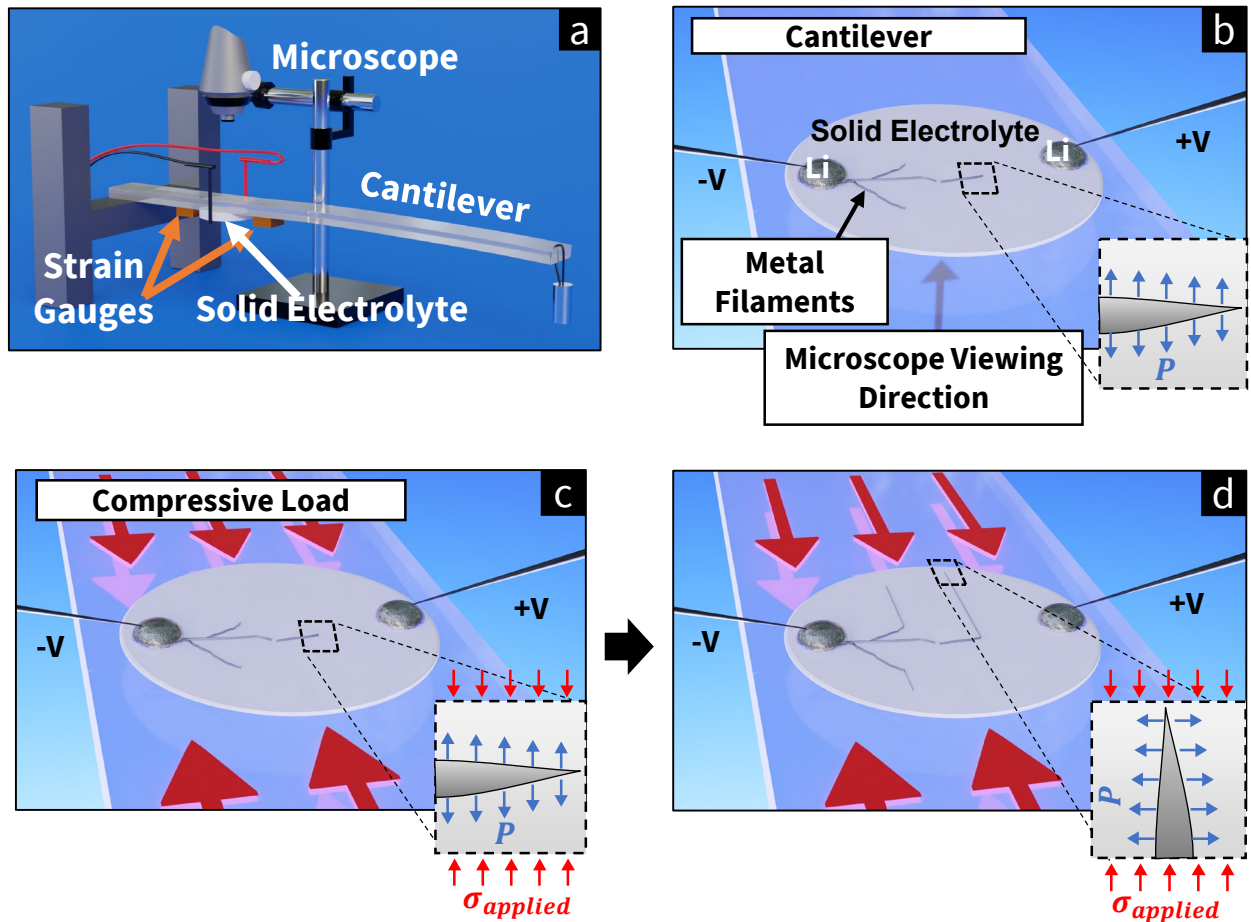 a
Microscope
Cantilever
Strain
Gauges
Solid Electrolyte
b
Cantilever
Solid Electrolyte
Li
Li
+V
-V
Metal
Filaments
Microscope Viewing
Direction
P
c
Compressive Load
+V
-V
P
σapplied
d
+V
-V
P
σapplied